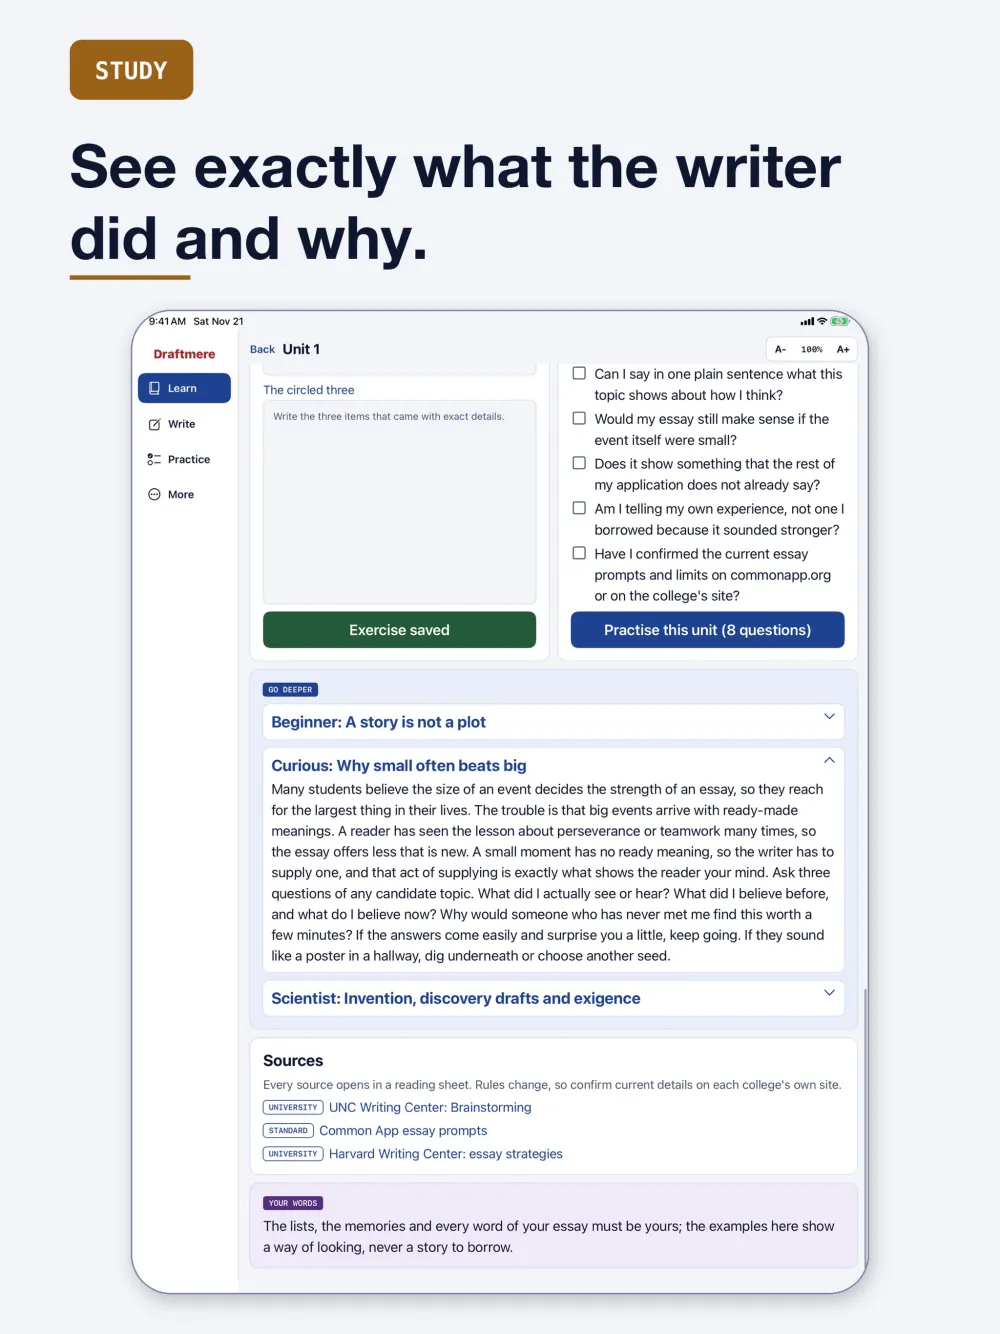 STUDY
See exactly what the writer
did and why.
9:41 AM Sat Nov 21
Draftmere
Learn
Write
Practice
More
Back Unit 1
A- 100% A+
The circled three
Write the three items that came with exact details.
Exercise saved
Can I say in one plain sentence what this
topic shows about how I think?
Would my essay still make sense if the
event itself were small?
Does it show something that the rest of
my application does not already say?
Am I telling my own experience, not one I
borrowed because it sounded stronger?
Have I confirmed the current essay
prompts and limits on commonapp.org
or on the college's site?
Practise this unit (8 questions)
GO DEEPER
Beginner: A story is not a plot
Curious: Why small often beats big
Many students believe the size of an event decides the strength of an essay, so they reach
for the largest thing in their lives. The trouble is that big events arrive with ready-made
meanings. A reader has seen the lesson about perseverance or teamwork many times, so
the essay offers less that is new. A small moment has no ready meaning, so the writer has to
supply one, and that act of supplying is exactly what shows the reader your mind. Ask three
questions of any candidate topic. What did I actually see or hear? What did I believe before,
and what do I believe now? Why would someone who has never met me find this worth a
few minutes? If the answers come easily and surprise you a little, keep going. If they sound
like a poster in a hallway, dig underneath or choose another seed.
Scientist: Invention, discovery drafts and exigence
Sources
Every source opens in a reading sheet. Rules change, so confirm current details on each college's own site.
UNIVERSITY UNC Writing Center: Brainstorming
STANDARD Common App essay prompts
UNIVERSITY Harvard Writing Center: essay strategies
YOUR WORDS
The lists, the memories and every word of your essay must be yours; the examples here show
a way of looking, never a story to borrow.